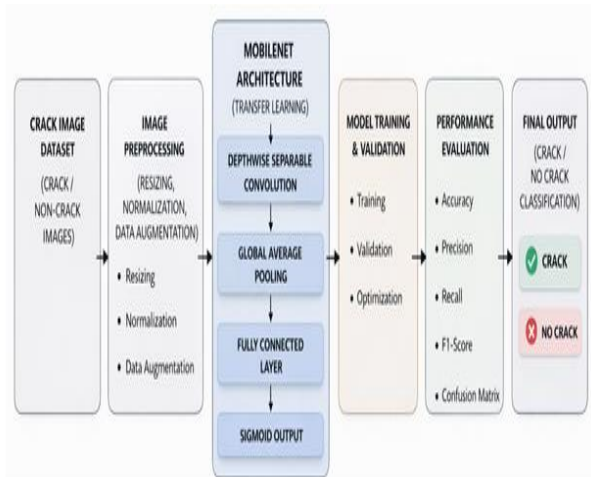 CRACK IMAGE
DATASET
(CRACK /
NON-CRACK
IMAGES)
IMAGE
PREPROCESSING
(RESIZING,
NORMALIZATION,
DATA AUGMENTATION)
• Resizing
• Normalization
• Data Augmentation
MOBILENET
ARCHITECTURE
(TRANSFER LEARNING)
DEPTHWISE SEPARABLE
CONVOLUTION
GLOBAL AVERAGE
POOLING
FULLY CONNECTED
LAYER
SIGMOID OUTPUT
MODEL TRAINING
& VALIDATION
• Training
• Validation
• Optimization
PERFORMANCE
EVALUATION
• Accuracy
• Precision
• Recall
• F1-Score
• Confusion Matrix
FINAL OUTPUT
(CRACK /
NO CRACK
CLASSIFICATION)
CRACK
NO CRACK